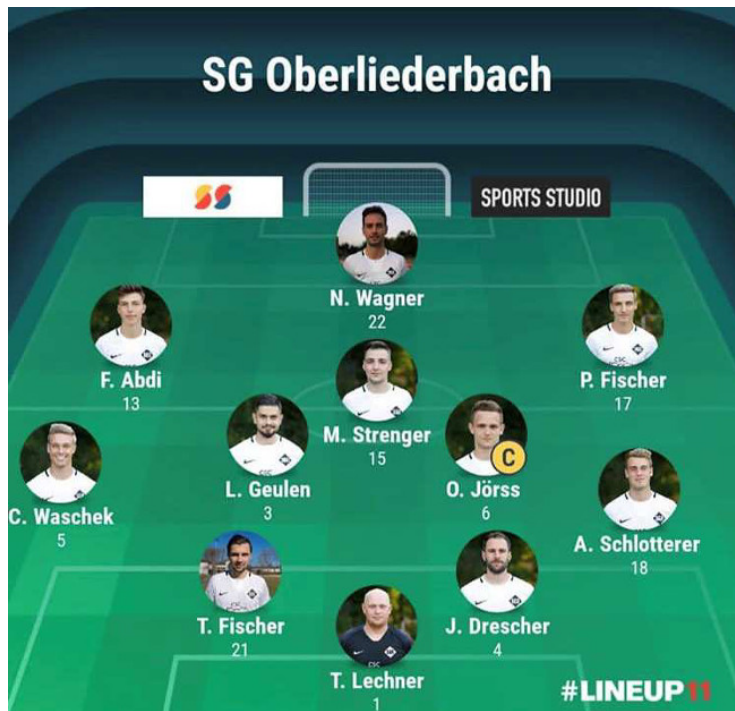 SG Oberliederbach
SS
SPORTS STUDIO
N. Wagner
22
F. Abdi
13
P. Fischer
17
M. Strenger
15
C. Waschek
5
L. Geulen
3
C
O. Jörss
6
A. Schlotterer
18
T. Fischer
21
J. Drescher
4
T. Lechner
1
#LINEUP11